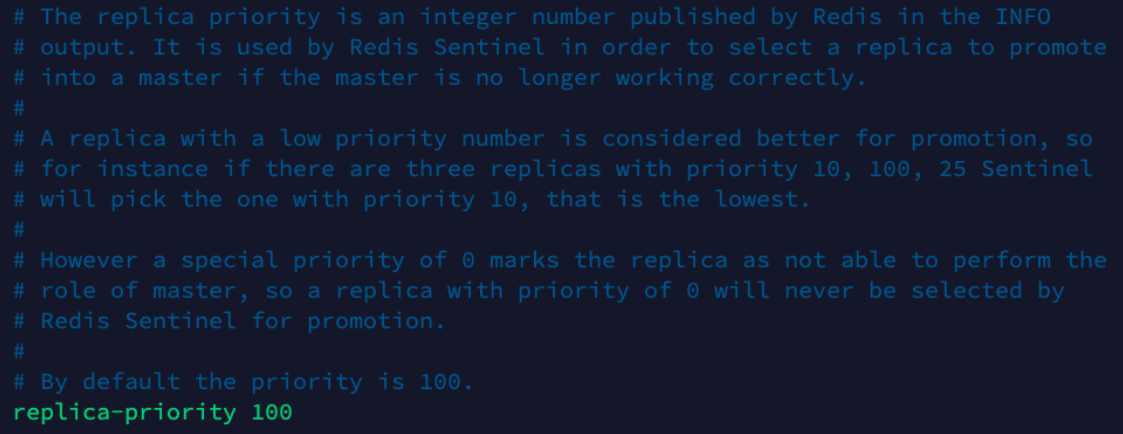 # The replica priority is an integer number published by Redis in the INFO
# output. It is used by Redis Sentinel in order to select a replica to promote
# into a master if the master is no longer working correctly.
#
# A replica with a low priority number is considered better for promotion, so
# for instance if there are three replicas with priority 10, 100, 25 Sentinel
# will pick the one with priority 10, that is the lowest.
#
# However a special priority of 0 marks the replica as not able to perform the
# role of master, so a replica with priority of 0 will never be selected by
# Redis Sentinel for promotion.
#
# By default the priority is 100.
replica-priority 100